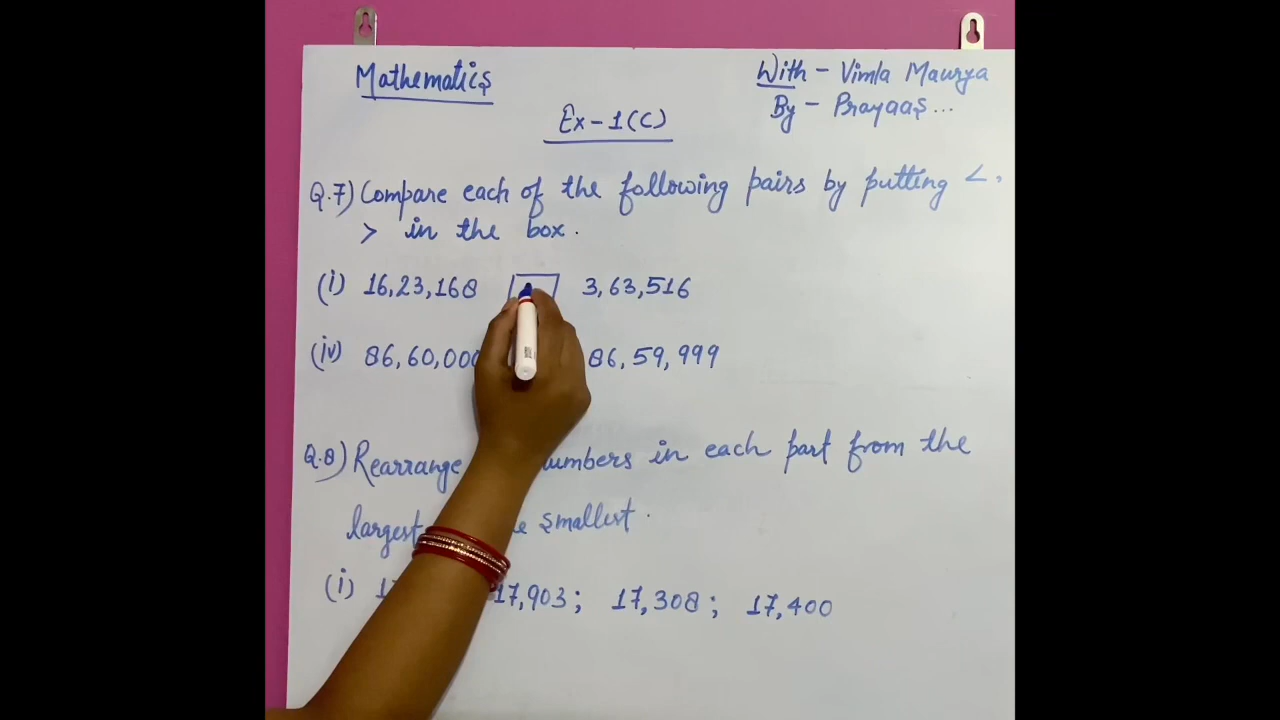 Mathematics
With - Vimla Maurya
By - Prayaas...
Ex - 1(C)
Q.7) Compare each of the following pairs by putting <,
> in the box.
(i) 16,23,168 3,63,516
(iv) 86,60,000 86,59,999
Q.8) Rearrange numbers in each part from the
largest smallest.
(i) 17,903; 17,308; 17,400